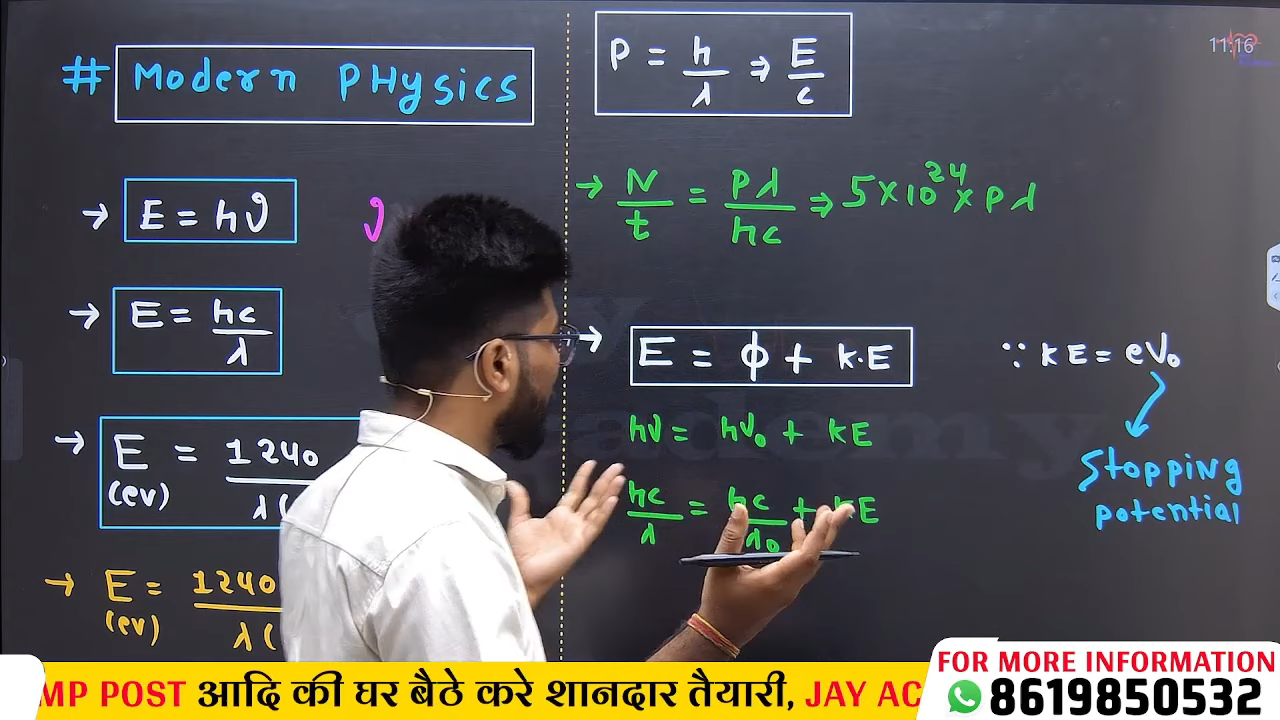 # Modern PHysics
→ E = hν
ν
→ E = hc/λ
→ E (ev) = 1240/λ(
→ E (ev) = 1240/λ(
P = h/λ ⇒ E/c
→ N/t = Pλ/hc ⇒ 5×10²⁴×Pλ
→ E = ϕ + K.E
hν = hν₀ + KE
hc/λ = hc/λ₀ + KE
∵ KE = eV₀
Stopping
potential
11:16
MP POST आदि की घर बैठे करे शानदार तैयारी, JAY AC
FOR MORE INFORMATION
8619850532